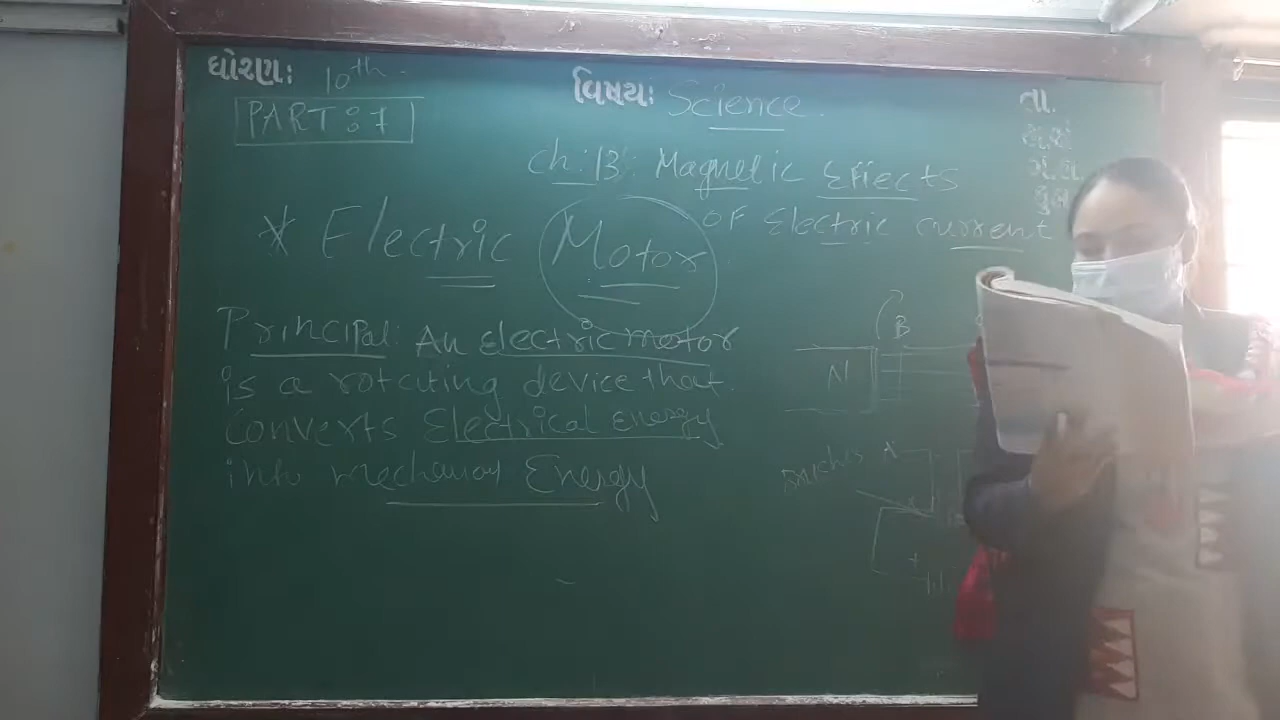 ધોરણ: 10th.
PART: 7
વિષય: Science.
તા.
Ch: 13: Magnetic Effects
OF Electric current
* Electric Motor
Principal: An Electric motor
is a rotating device that
Converts Electrical Energy
into Mechanical Energy
B
N